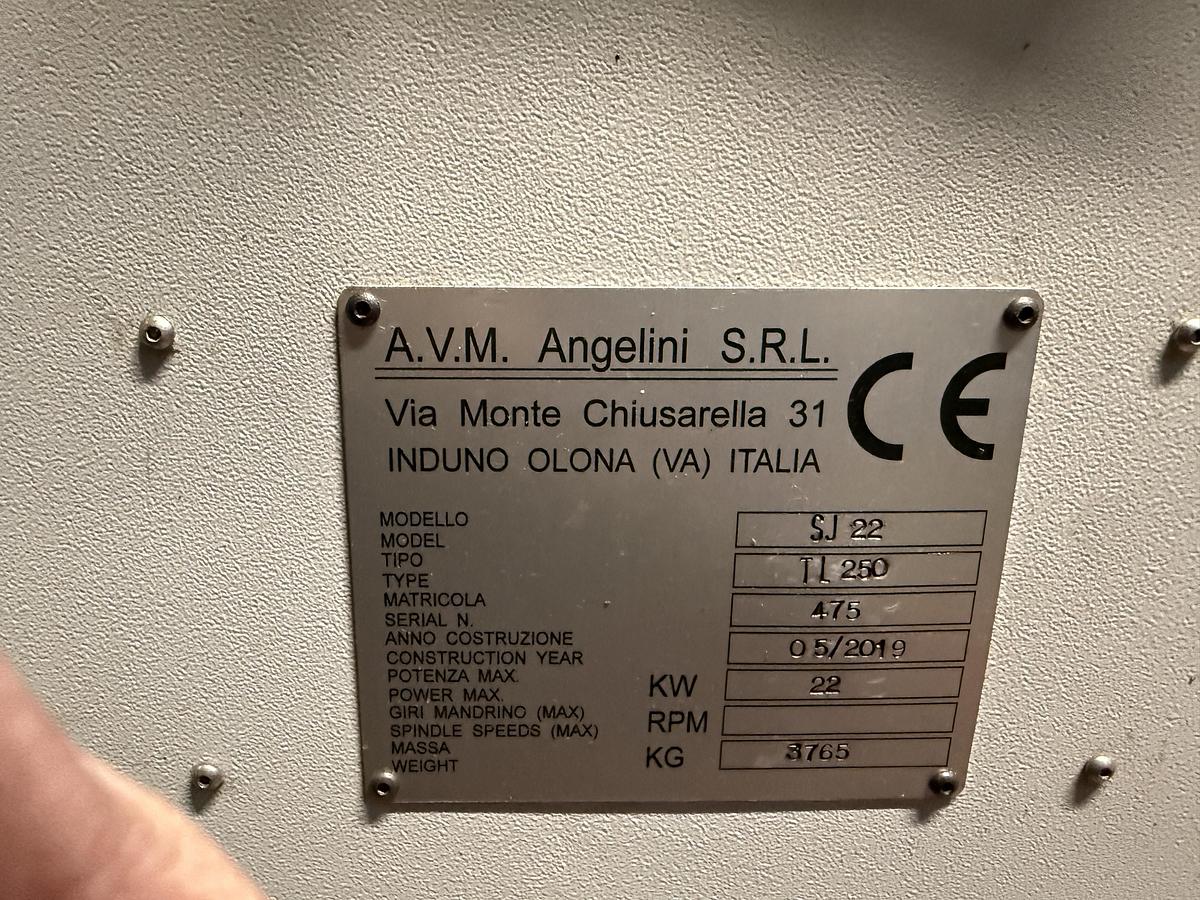 A.V.M. Angelini S.R.L.
Via Monte Chiusarella 31
INDUNO OLONA (VA) ITALIA
CE
MODELLO
MODEL
SJ 22
TIPO
TYPE
TL 250
MATRICOLA
SERIAL N.
475
ANNO COSTRUZIONE
CONSTRUCTION YEAR
05/2019
POTENZA MAX.
POWER MAX.
KW 22
GIRI MANDRINO (MAX)
SPINDLE SPEEDS (MAX)
RPM
MASSA
WEIGHT
KG 3765